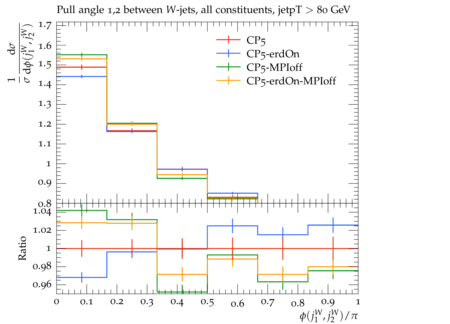 Pull angle 1,2 between W-jets, all constituents, jetpT > 80 GeV
1/σ dσ/dϕ(j₁ᵂ, j₂ᵂ)
1.7
1.6
1.5
1.4
1.3
1.2
1.1
1
0.9
0.8
CP5
CP5-erdOn
CP5-MPIoff
CP5-erdOn-MPIoff
Ratio
1.04
1.02
1
0.98
0.96
0 0.1 0.2 0.3 0.4 0.5 0.6 0.7 0.8 0.9 1
ϕ(j₁ᵂ, j₂ᵂ)/π